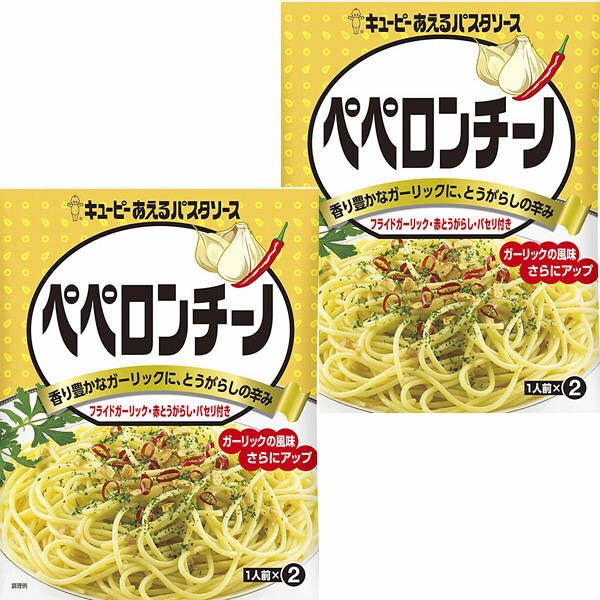 キユーピーあえるパスタソース
ペペロンチーノ
香り豊かなガーリックに、とうがらしの辛み
フライドガーリック・赤とうがらし・パセリ付き
ガーリックの風味
さらにアップ
1人前×2
キユーピーあえるパスタソース
ペペロンチーノ
香り豊かなガーリックに、とうがらしの辛み
フライドガーリック・赤とうがらし・パセリ付き
ガーリックの風味
さらにアップ
調理例
1人前×2